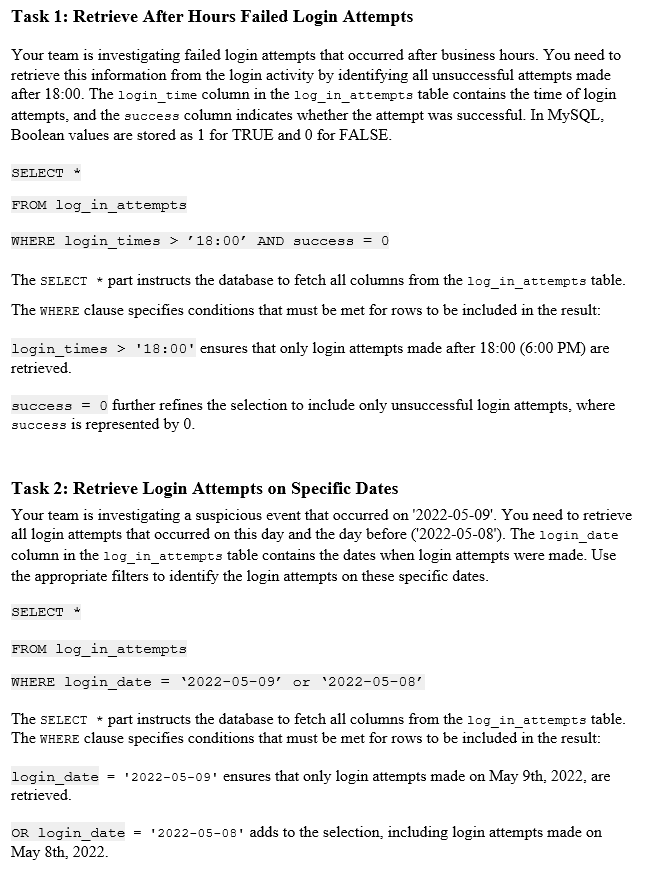 Task 1: Retrieve After Hours Failed Login Attempts
Your team is investigating failed login attempts that occurred after business hours. You need to
retrieve this information from the login activity by identifying all unsuccessful attempts made
after 18:00. The login_time column in the log_in_attempts table contains the time of login
attempts, and the success column indicates whether the attempt was successful. In MySQL,
Boolean values are stored as 1 for TRUE and 0 for FALSE.
SELECT *
FROM log_in_attempts
WHERE login_times > ’18:00’ AND success = 0
The SELECT * part instructs the database to fetch all columns from the log_in_attempts table.
The WHERE clause specifies conditions that must be met for rows to be included in the result:
login_times > '18:00' ensures that only login attempts made after 18:00 (6:00 PM) are
retrieved.
success = 0 further refines the selection to include only unsuccessful login attempts, where
success is represented by 0.
Task 2: Retrieve Login Attempts on Specific Dates
Your team is investigating a suspicious event that occurred on '2022-05-09'. You need to retrieve
all login attempts that occurred on this day and the day before ('2022-05-08'). The login_date
column in the log_in_attempts table contains the dates when login attempts were made. Use
the appropriate filters to identify the login attempts on these specific dates.
SELECT *
FROM log_in_attempts
WHERE login_date = ‘2022-05-09’ or ‘2022-05-08’
The SELECT * part instructs the database to fetch all columns from the log_in_attempts table.
The WHERE clause specifies conditions that must be met for rows to be included in the result:
login_date = '2022-05-09' ensures that only login attempts made on May 9th, 2022, are
retrieved.
OR login_date = '2022-05-08' adds to the selection, including login attempts made on
May 8th, 2022.